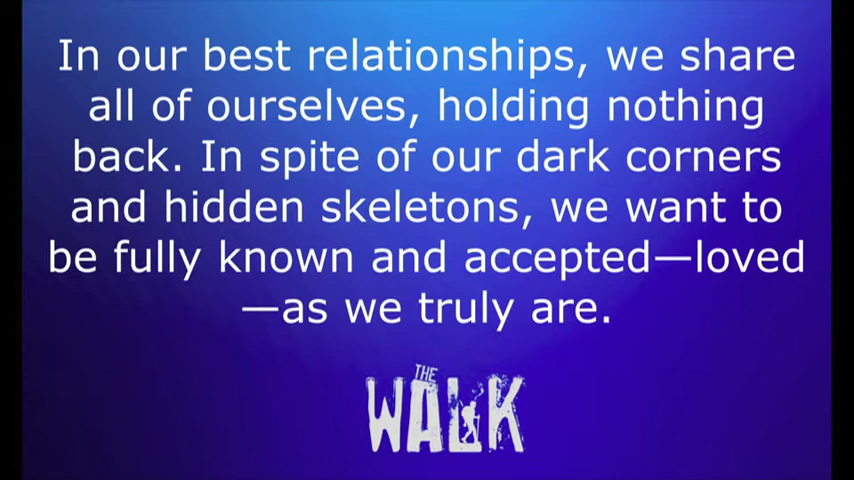 In our best relationships, we share
all of ourselves, holding nothing
back. In spite of our dark corners
and hidden skeletons, we want to
be fully known and accepted—loved
—as we truly are.
THE
WALK